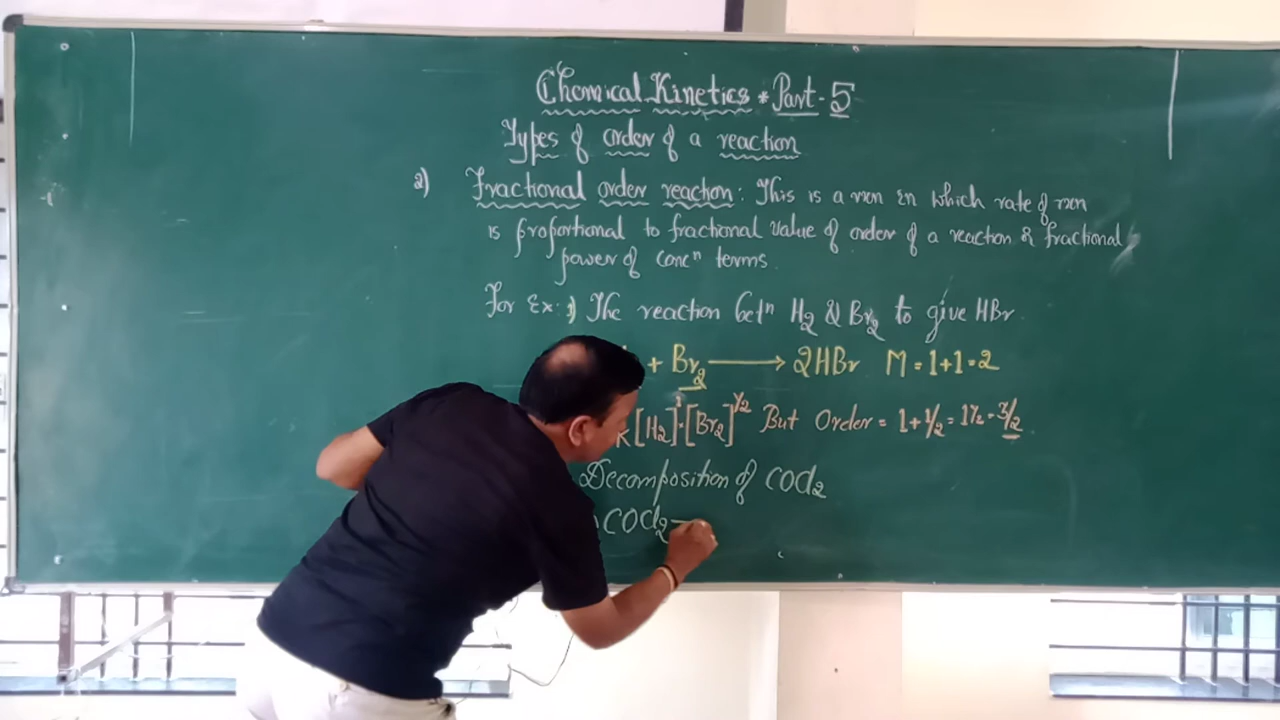 Chemical Kinetics * Part - 5
Types of order of a reaction
2) Fractional order reaction: This is a rxn in which rate of rxn
is proportional to fractional value of order of a reaction & fractional
power of concⁿ terms.
For Ex: 1) The reaction betⁿ H₂ & Br₂ to give HBr.
+ Br₂ ⟶ 2HBr M = 1+1 = 2
K [H₂]¹·[Br₂]^1/2 But Order = 1+1/2 = 1½ = 3/2
Decomposition of COCl₂
COCl₂